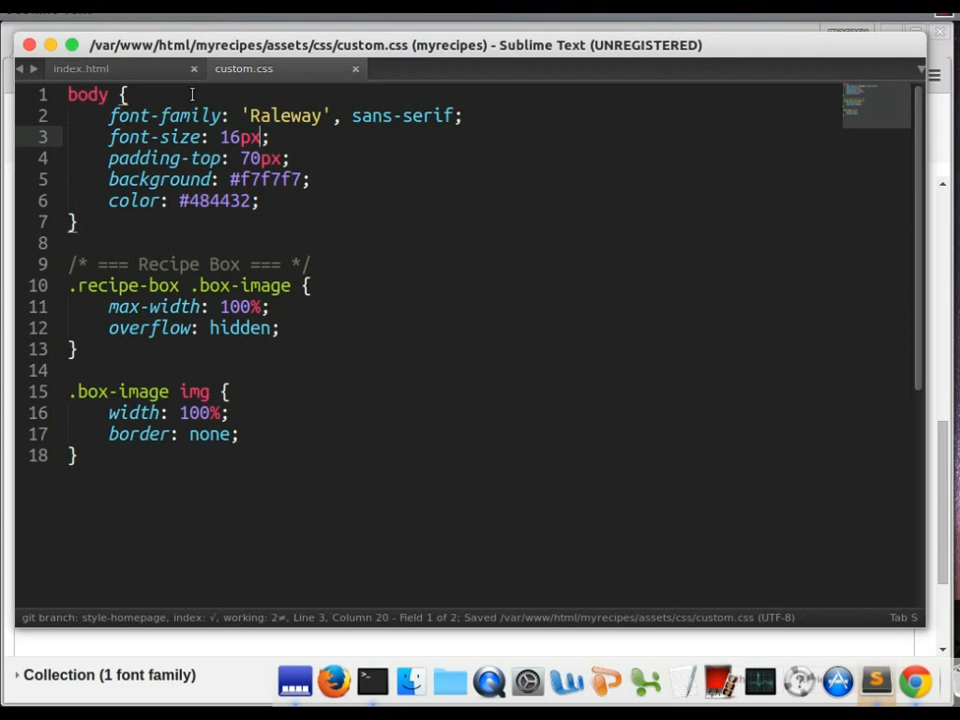 /var/www/html/myrecipes/assets/css/custom.css (myrecipes) - Sublime Text (UNREGISTERED)
index.html custom.css
1 body {
2 font-family: 'Raleway', sans-serif;
3 font-size: 16px;
4 padding-top: 70px;
5 background: #f7f7f7;
6 color: #484432;
7 }
8
9 /* === Recipe Box === */
10 .recipe-box .box-image {
11 max-width: 100%;
12 overflow: hidden;
13 }
14
15 .box-image img {
16 width: 100%;
17 border: none;
18 }
git branch: style-homepage, index: √, working: 2≠, Line 3, Column 20 - Field 1 of 2; Saved /var/www/html/myrecipes/assets/css/custom.css (UTF-8) Tab S
Collection (1 font family)